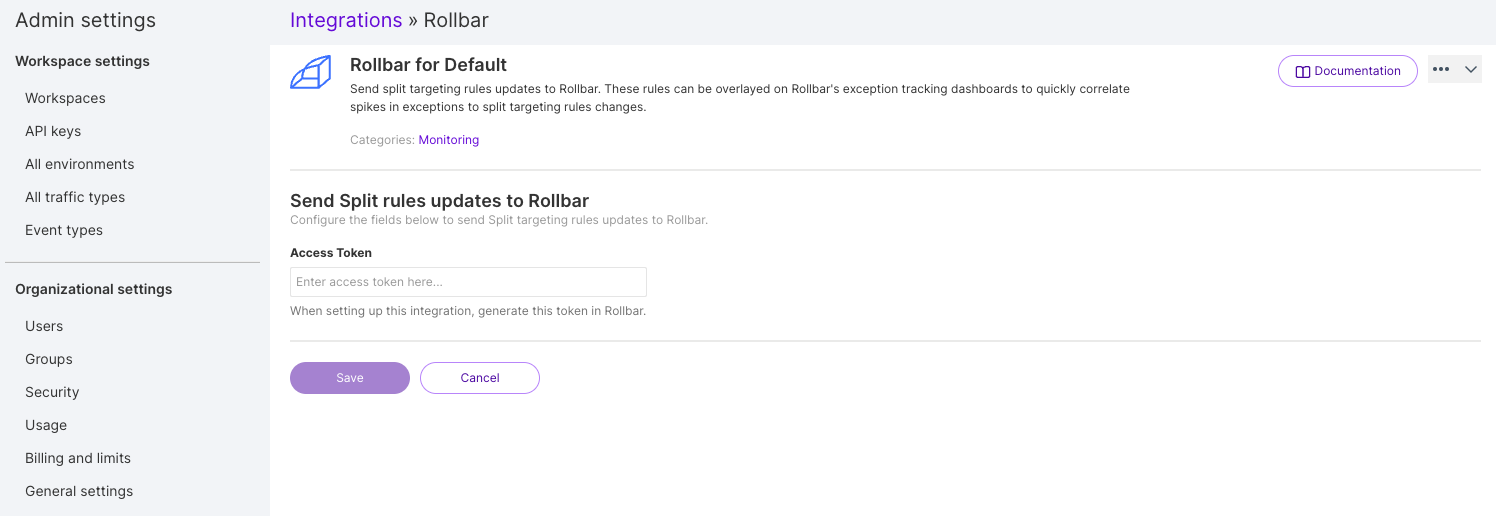 Admin settings
Workspace settings
Workspaces
API keys
All environments
All traffic types
Event types
Organizational settings
Users
Groups
Security
Usage
Billing and limits
General settings
Integrations » Rollbar
Rollbar for Default
Send split targeting rules updates to Rollbar. These rules can be overlayed on Rollbar's exception tracking dashboards to quickly correlate
spikes in exceptions to split targeting rules changes.
Categories: Monitoring
Documentation
Send Split rules updates to Rollbar
Configure the fields below to send Split targeting rules updates to Rollbar.
Access Token
Enter access token here...
When setting up this integration, generate this token in Rollbar.
Save
Cancel